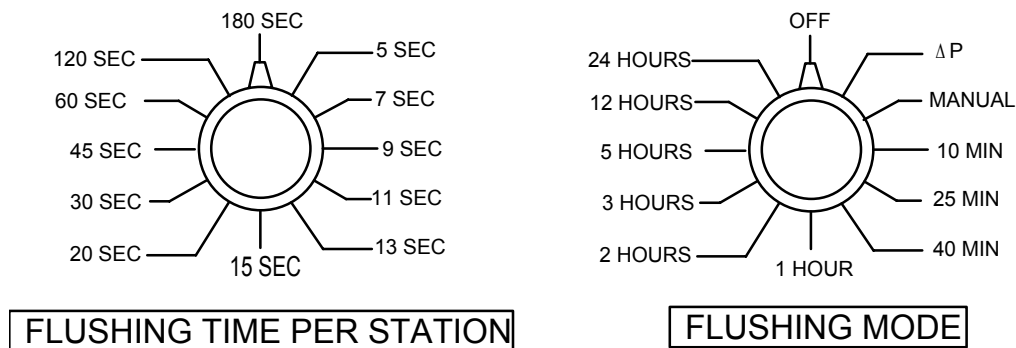 180 SEC
5 SEC
7 SEC
9 SEC
11 SEC
13 SEC
15 SEC
20 SEC
30 SEC
45 SEC
60 SEC
120 SEC
FLUSHING TIME PER STATION
OFF
Δ P
MANUAL
10 MIN
25 MIN
40 MIN
1 HOUR
2 HOURS
3 HOURS
5 HOURS
12 HOURS
24 HOURS
FLUSHING MODE